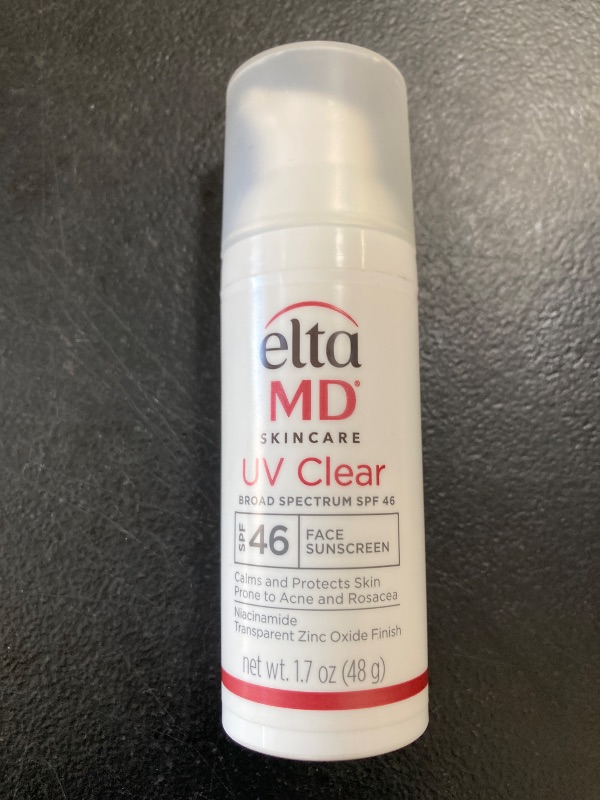 elta
MD®
SKINCARE
UV Clear
BROAD SPECTRUM SPF 46
SPF 46 FACE
SUNSCREEN
Calms and Protects Skin
Prone to Acne and Rosacea
Niacinamide
Transparent Zinc Oxide Finish
net wt. 1.7 oz (48 g)